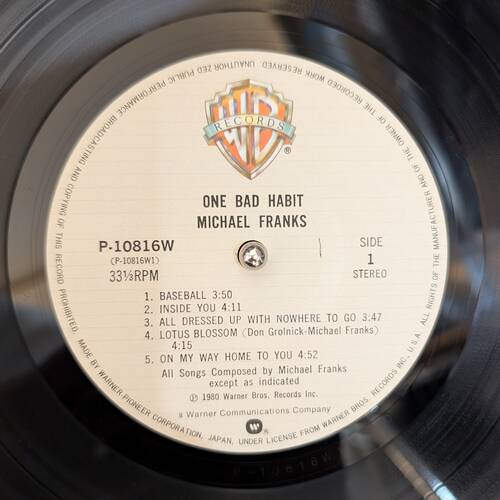 UNAUTHORIZED PUBLIC PERFORMANCE BROADCASTING AND COPYING OF THIS RECORD PROHIBITED.
ALL RIGHTS OF THE MANUFACTURER AND OF THE OWNER OF THE RECORDED WORK RESERVED.
WB
RECORDS
®
ONE BAD HABIT
MICHAEL FRANKS
P-10816W
(P-10816W1)
33⅓RPM
SIDE
1
STEREO
1. BASEBALL 3:50
2. INSIDE YOU 4:11
3. ALL DRESSED UP WITH NOWHERE TO GO 3:47
4. LOTUS BLOSSOM (Don Grolnick-Michael Franks)
4:15
5. ON MY WAY HOME TO YOU 4:52
All Songs Composed by Michael Franks
except as indicated
Ⓟ 1980 Warner Bros. Records Inc.
a Warner Communications Company
MADE BY WARNER-PIONEER CORPORATION, JAPAN, UNDER LICENSE FROM WARNER BROS. RECORDS INC., U.S.A.
P-10816W